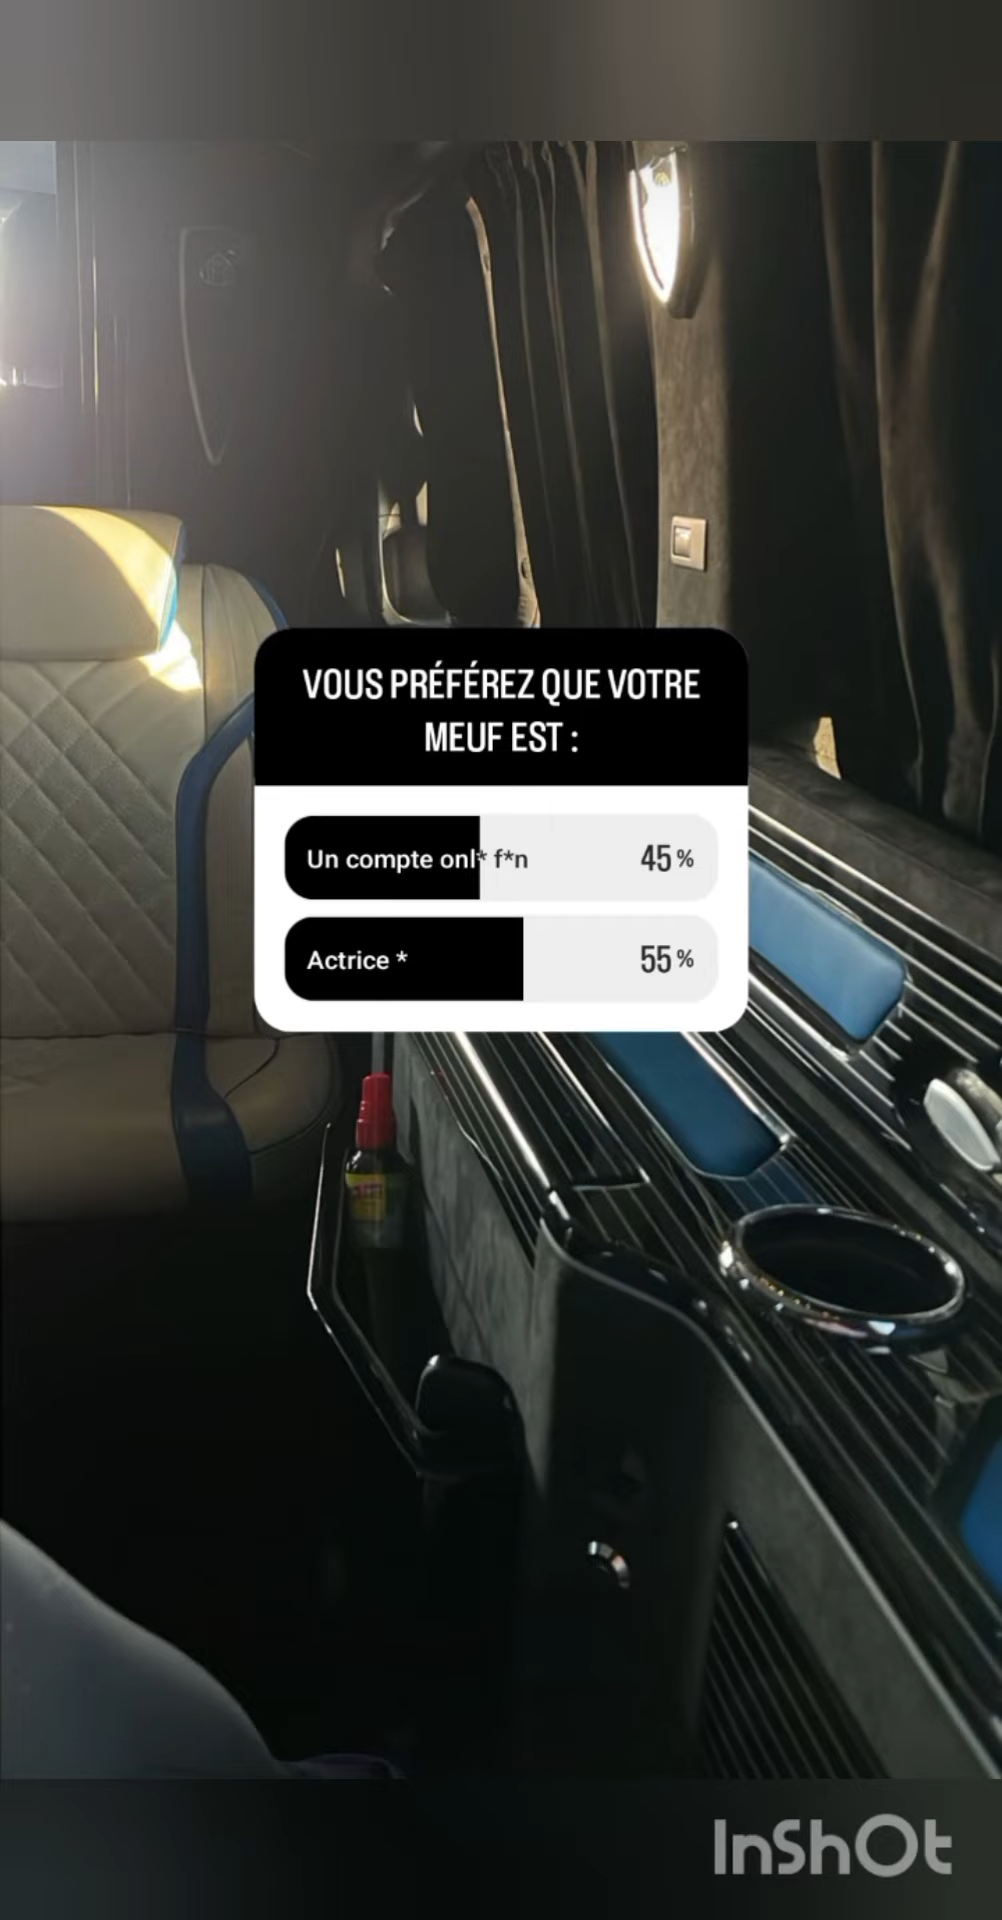 VOUS PRÉFÉREZ QUE VOTRE
MEUF EST :
Un compte onl* f*n 45%
Actrice * 55%
InShOt